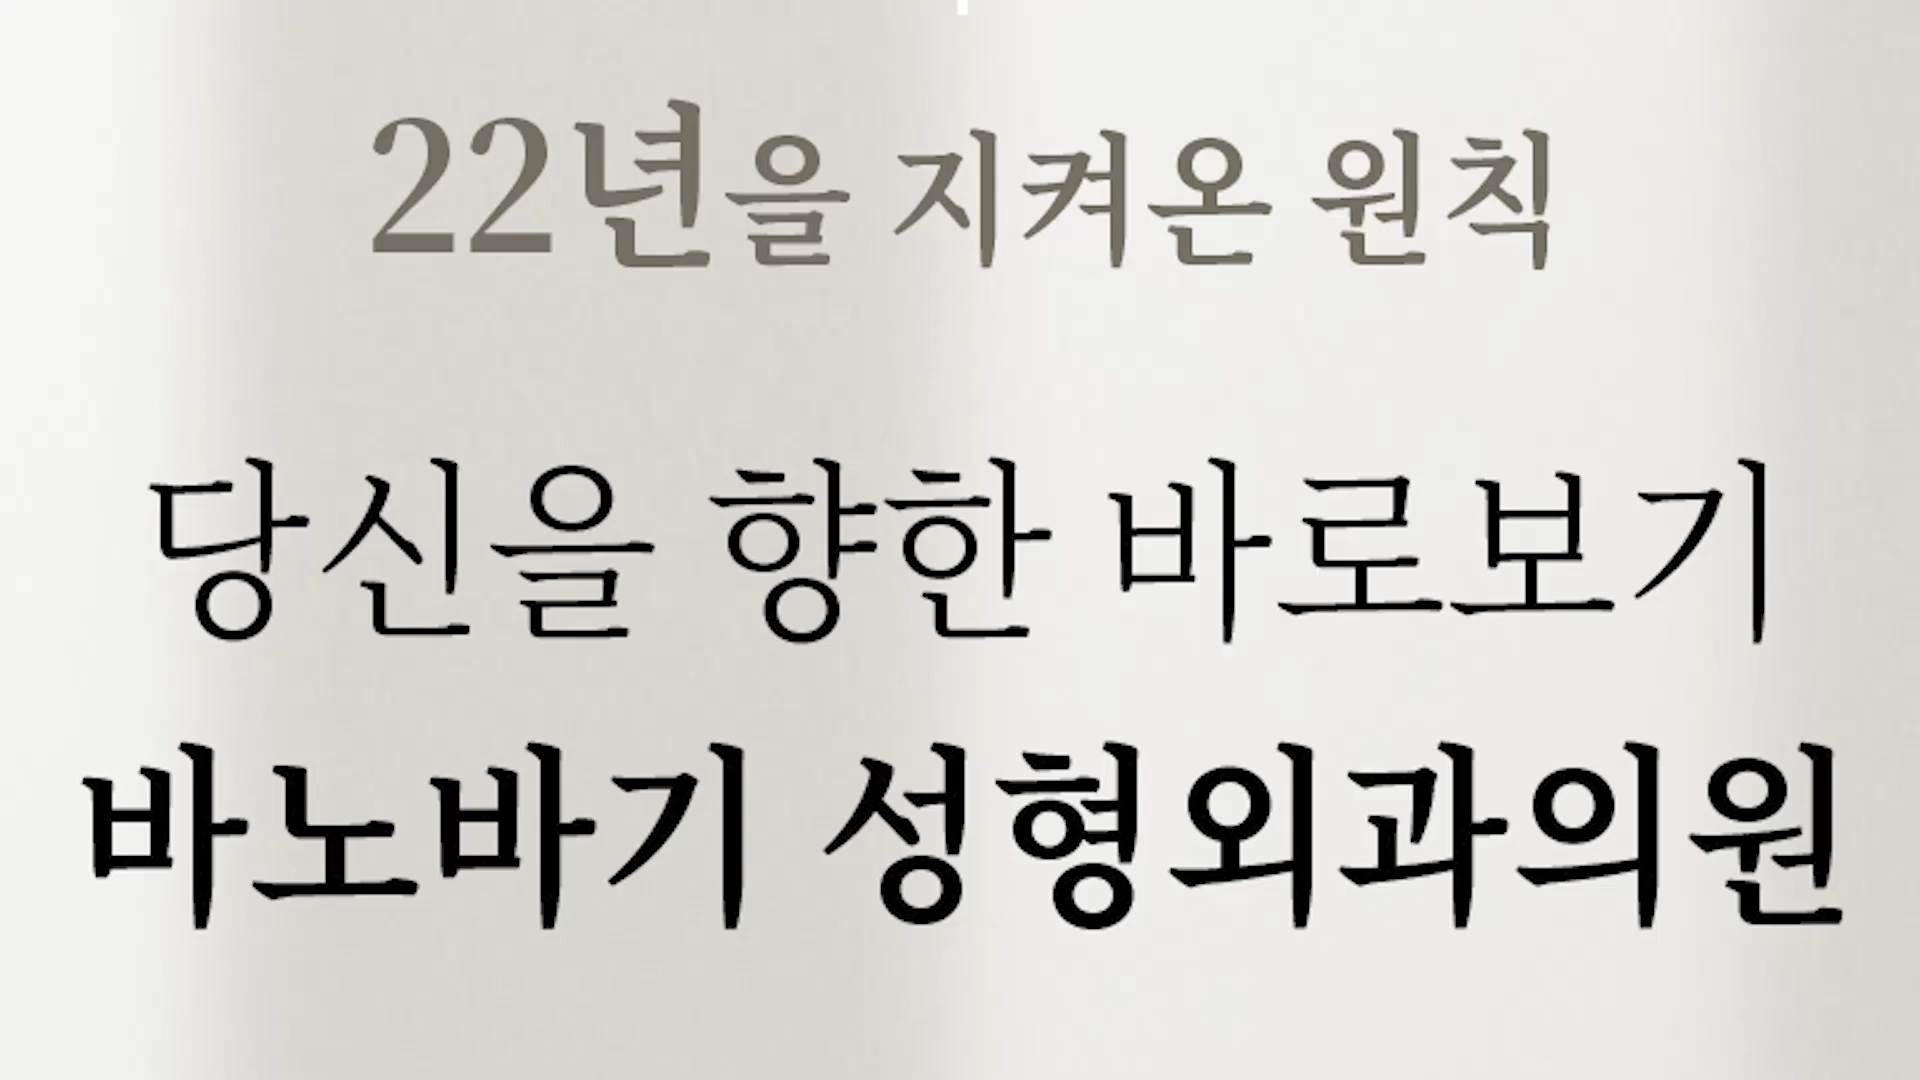 22년을 지켜온 원칙
당신을 향한 바로보기
바노바기 성형외과의원